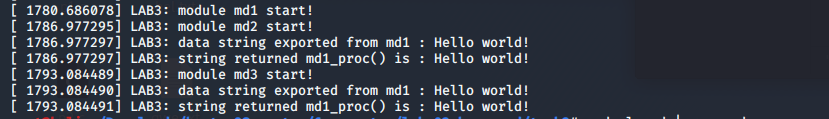 [ 1780.686078] LAB3: module md1 start!
[ 1786.977295] LAB3: module md2 start!
[ 1786.977297] LAB3: data string exported from md1 : Hello world!
[ 1786.977297] LAB3: string returned md1_proc() is : Hello world!
[ 1793.084489] LAB3: module md3 start!
[ 1793.084490] LAB3: data string exported from md1 : Hello world!
[ 1793.084491] LAB3: string returned md1_proc() is : Hello world!